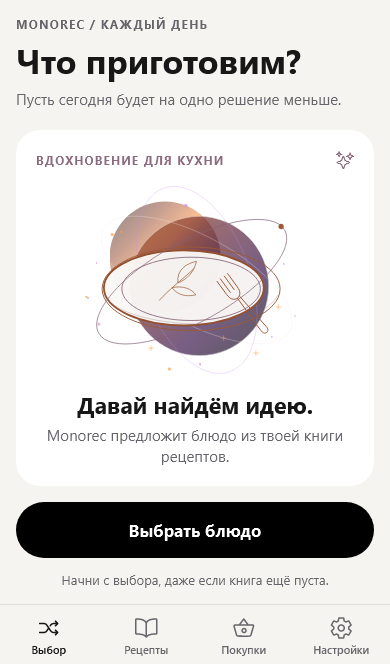 MONOREC / КАЖДЫЙ ДЕНЬ
Что приготовим?
Пусть сегодня будет на одно решение меньше.
ВДОХНОВЕНИЕ ДЛЯ КУХНИ
Давай найдём идею.
Monorec предложит блюдо из твоей книги
рецептов.
Выбрать блюдо
Начни с выбора, даже если книга ещё пуста.
Выбор
Рецепты
Покупки
Настройки